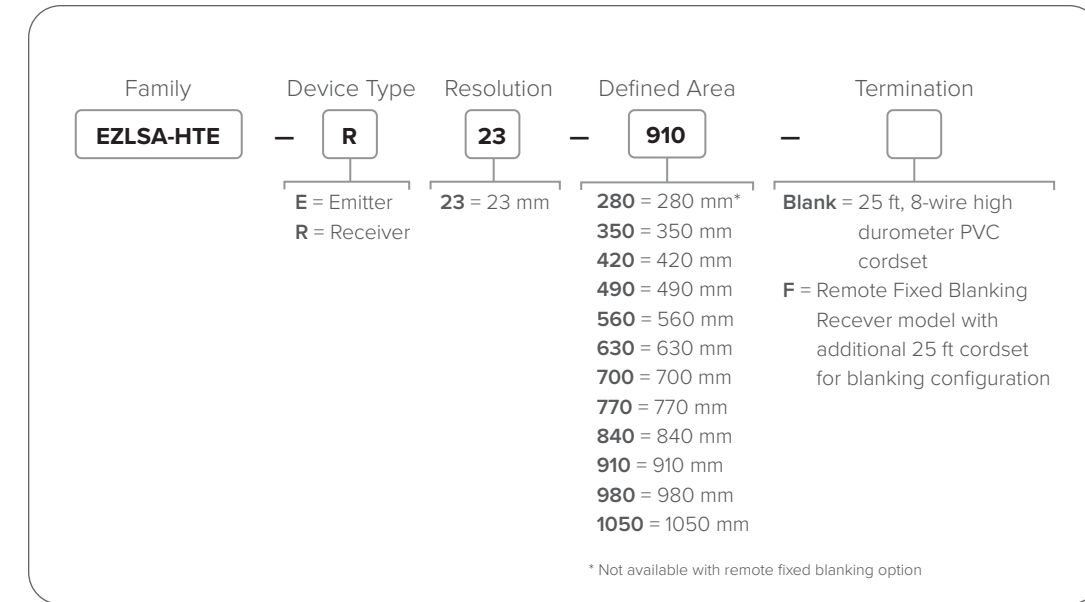 Family
Device Type
Resolution
Defined Area
Termination
EZLSA-HTE – R 23 – 910 –
E = Emitter
R = Receiver
23 = 23 mm
280 = 280 mm*
350 = 350 mm
420 = 420 mm
490 = 490 mm
560 = 560 mm
630 = 630 mm
700 = 700 mm
770 = 770 mm
840 = 840 mm
910 = 910 mm
980 = 980 mm
1050 = 1050 mm
Blank = 25 ft, 8-wire high
durometer PVC
cordset
F = Remote Fixed Blanking
Recever model with
additional 25 ft cordset
for blanking configuration
* Not available with remote fixed blanking option